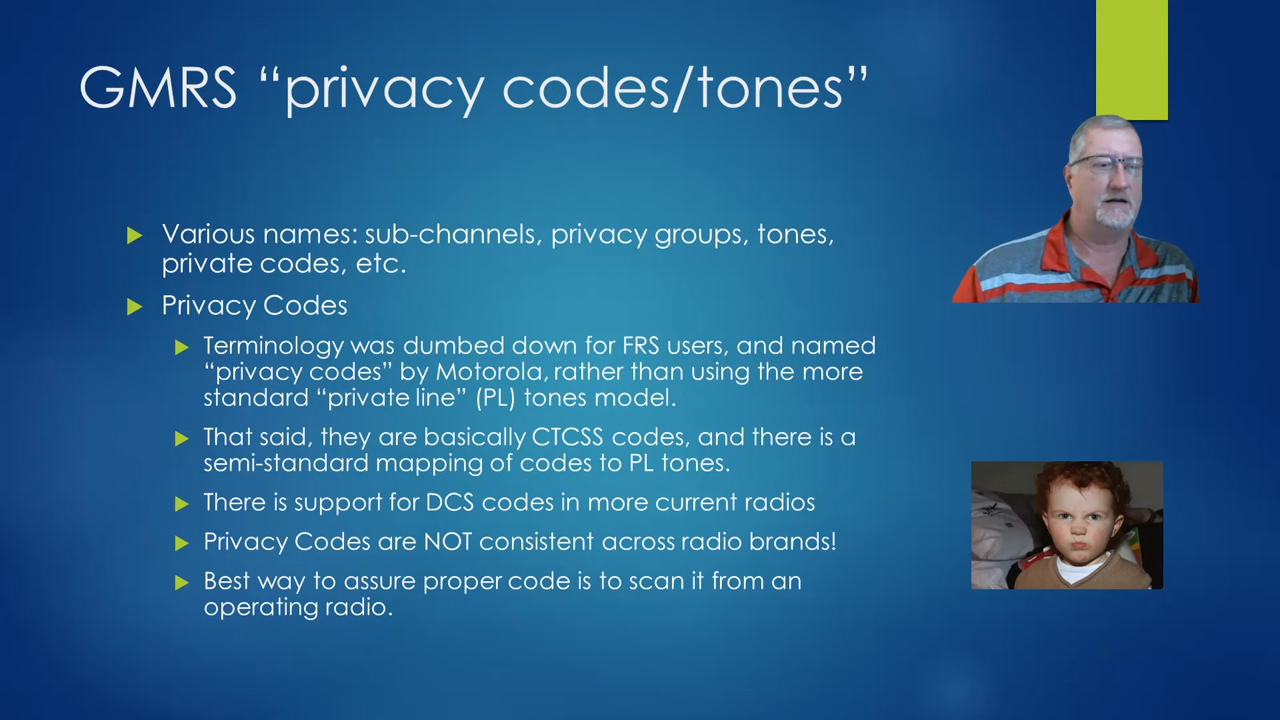 GMRS “privacy codes/tones”
Various names: sub-channels, privacy groups, tones,
private codes, etc.
Privacy Codes
Terminology was dumbed down for FRS users, and named
“privacy codes” by Motorola, rather than using the more
standard “private line” (PL) tones model.
That said, they are basically CTCSS codes, and there is a
semi-standard mapping of codes to PL tones.
There is support for DCS codes in more current radios
Privacy Codes are NOT consistent across radio brands!
Best way to assure proper code is to scan it from an
operating radio.